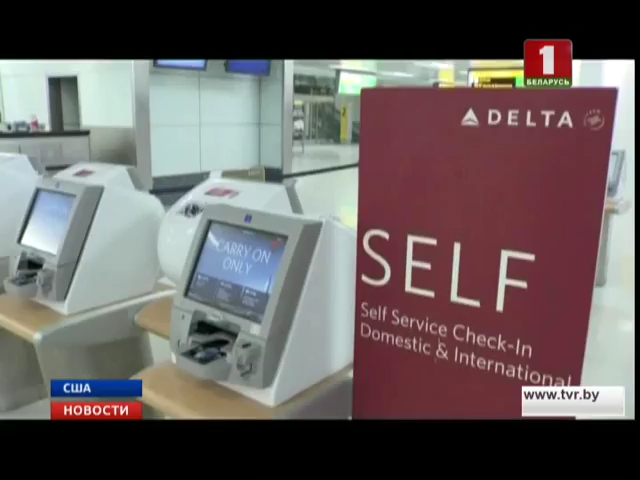 1
БЕЛАРУСЬ
DELTA
SELF
Self Service Check-In
Domestic & International
CARRY ON
ONLY
США
НОВОСТИ
www.tvr.by